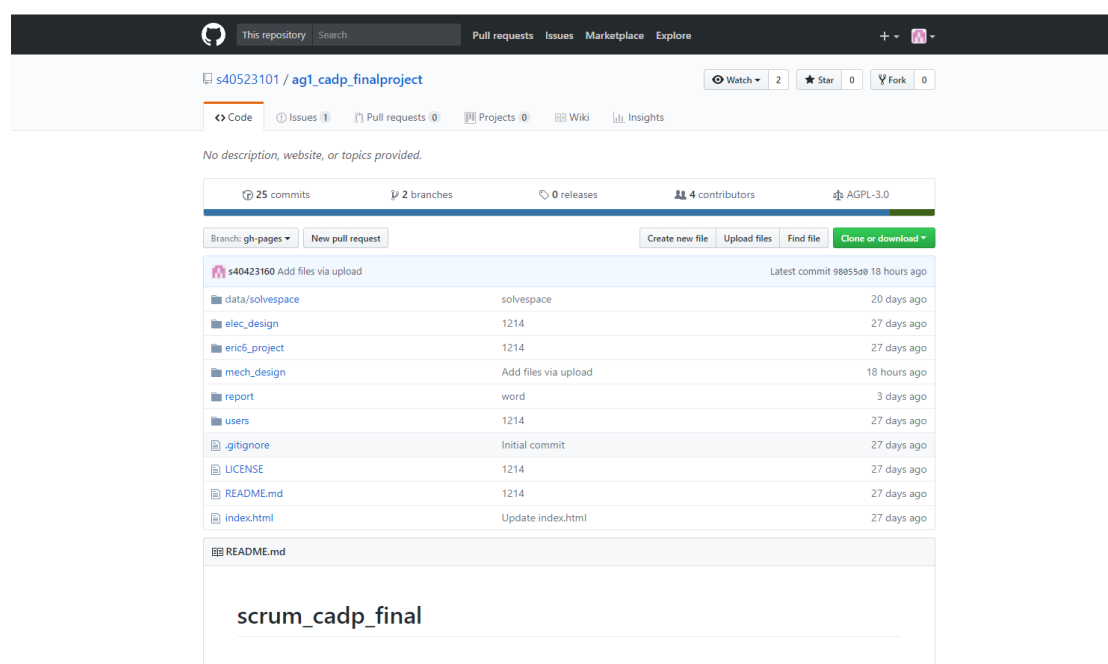 This repository Search Pull requests Issues Marketplace Explore
s40523101 / ag1_cadp_finalproject Watch 2 Star 0 Fork 0
Code Issues 1 Pull requests 0 Projects 0 Wiki Insights
No description, website, or topics provided.
25 commits 2 branches 0 releases 4 contributors AGPL-3.0
Branch: gh-pages New pull request Create new file Upload files Find file Clone or download
s40423160 Add files via upload Latest commit 98055d0 18 hours ago
data/solvespace solvespace 20 days ago
elec_design 1214 27 days ago
eric6_project 1214 27 days ago
mech_design Add files via upload 18 hours ago
report word 3 days ago
users 1214 27 days ago
.gitignore Initial commit 27 days ago
LICENSE 1214 27 days ago
README.md 1214 27 days ago
index.html Update index.html 27 days ago
README.md
scrum_cadp_final